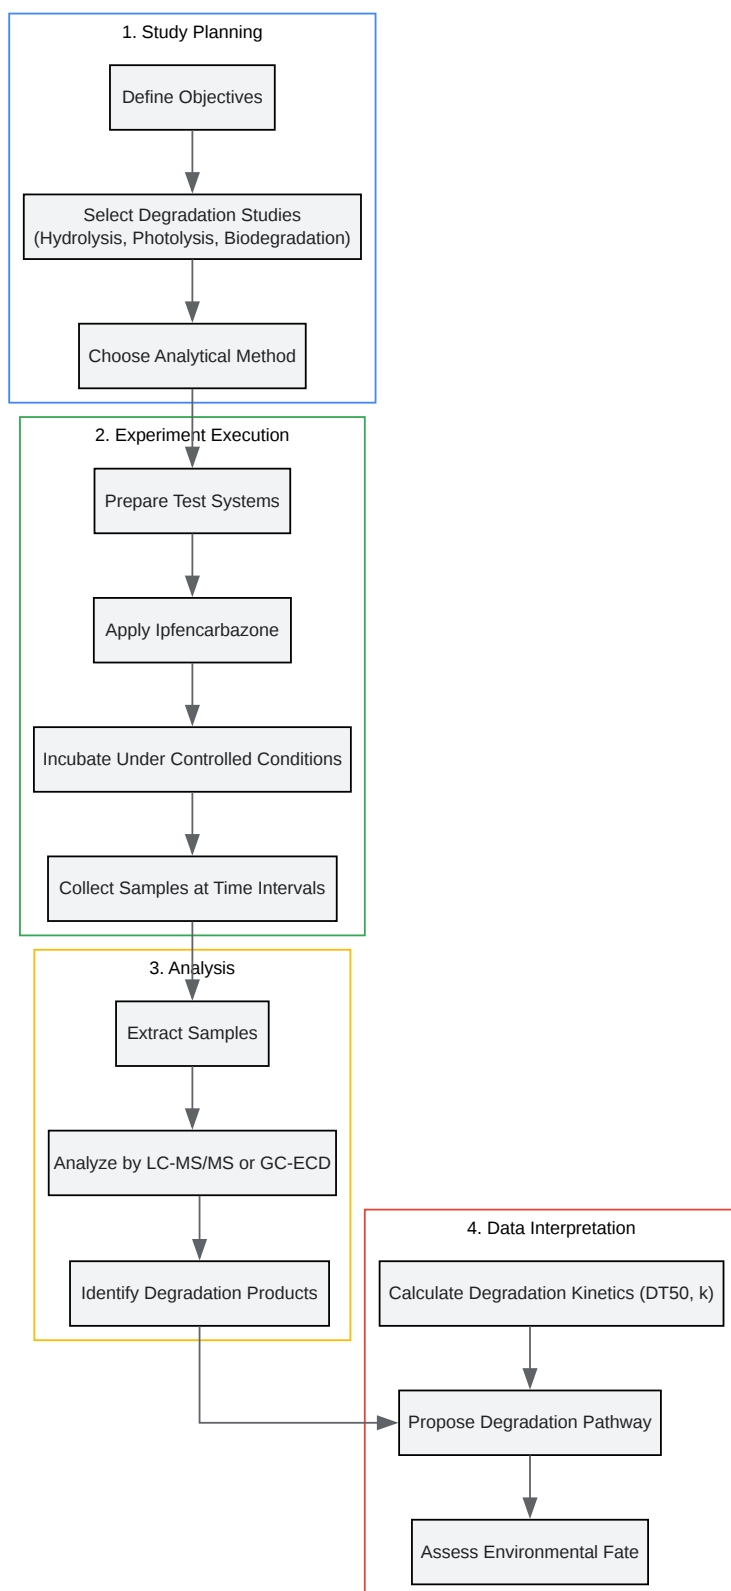 1. Study Planning
Define Objectives
Select Degradation Studies
(Hydrolysis, Photolysis, Biodegradation)
Choose Analytical Method
2. Experiment Execution
Prepare Test Systems
Apply Ipfencarbazone
Incubate Under Controlled Conditions
Collect Samples at Time Intervals
3. Analysis
Extract Samples
Analyze by LC-MS/MS or GC-ECD
Identify Degradation Products
4. Data Interpretation
Calculate Degradation Kinetics (DT50, k)
Propose Degradation Pathway
Assess Environmental Fate